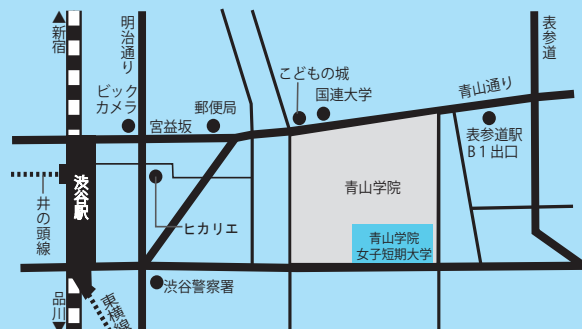 ▲新宿
明治通り
表参道
こどもの城
国連大学
青山通り
ビック
カメラ
郵便局
宮益坂
表参道駅
B1出口
渋谷駅
青山学院
井の頭線
ヒカリエ
青山学院
女子短期大学
渋谷警察署
品川▼
東横線